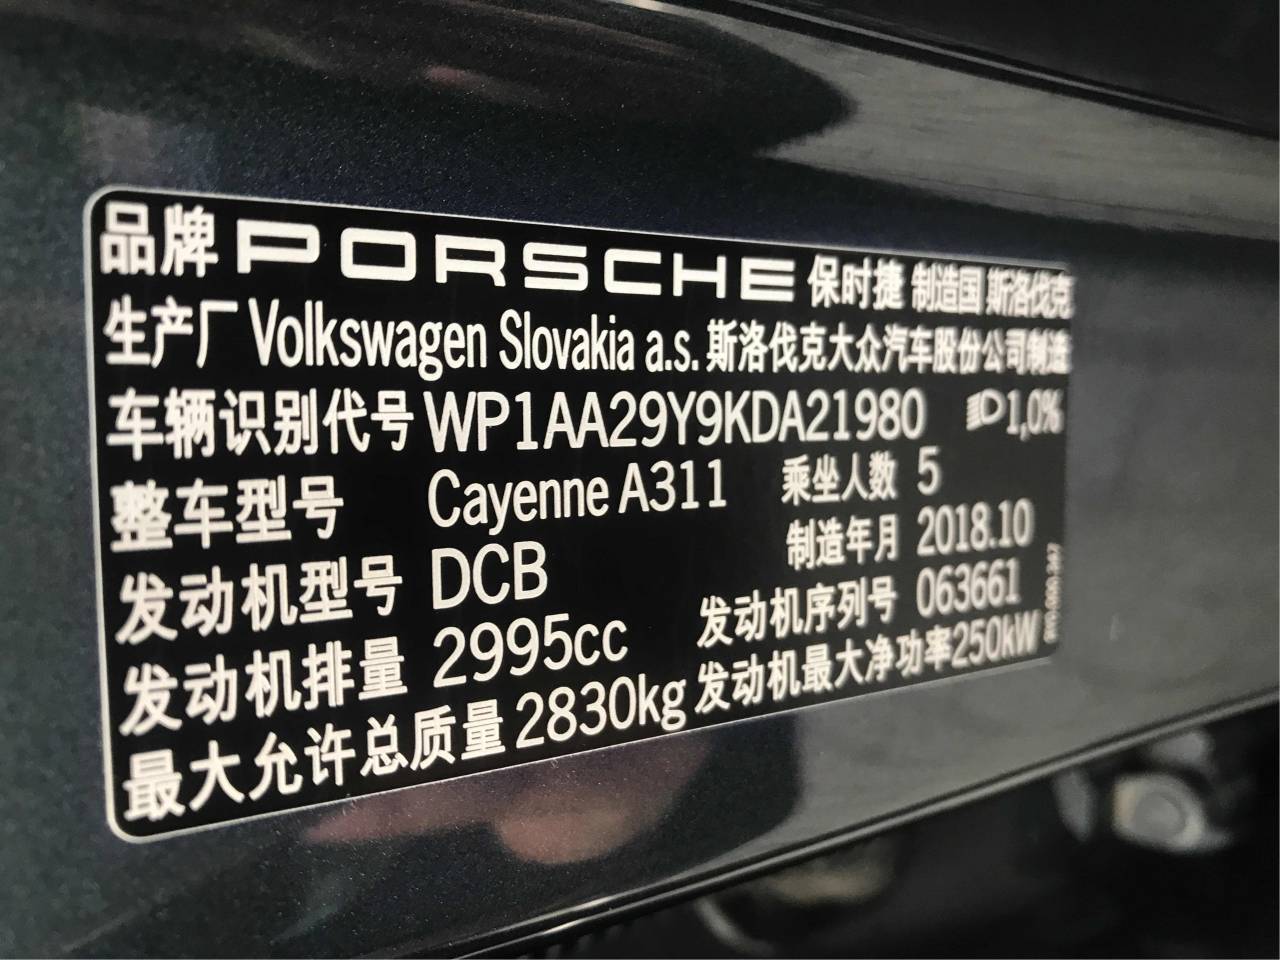 品牌 PORSCHE 保时捷 制造国 斯洛伐克
生产厂 Volkswagen Slovakia a.s. 斯洛伐克大众汽车股份公司制造
车辆识别代号 WP1AA29Y9KDA21980 1,0%
整车型号 Cayenne A311 乘坐人数 5
制造年月 2018.10
发动机型号 DCB 发动机序列号 063661
发动机排量 2995cc 发动机最大净功率250kW
最大允许总质量 2830kg